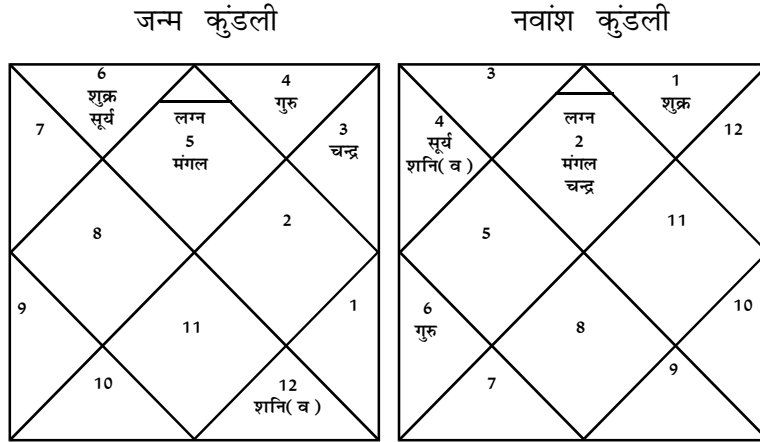 जन्म कुंडली
6
शुक्र
सूर्य
4
गुरु
7
लग्न
5
मंगल
3
चन्द्र
8
2
9
11
1
10
12
शनि( व )
नवांश कुंडली
3
1
शुक्र
4
सूर्य
शनि( व )
लग्न
2
मंगल
चन्द्र
12
5
11
6
गुरु
8
10
7
9